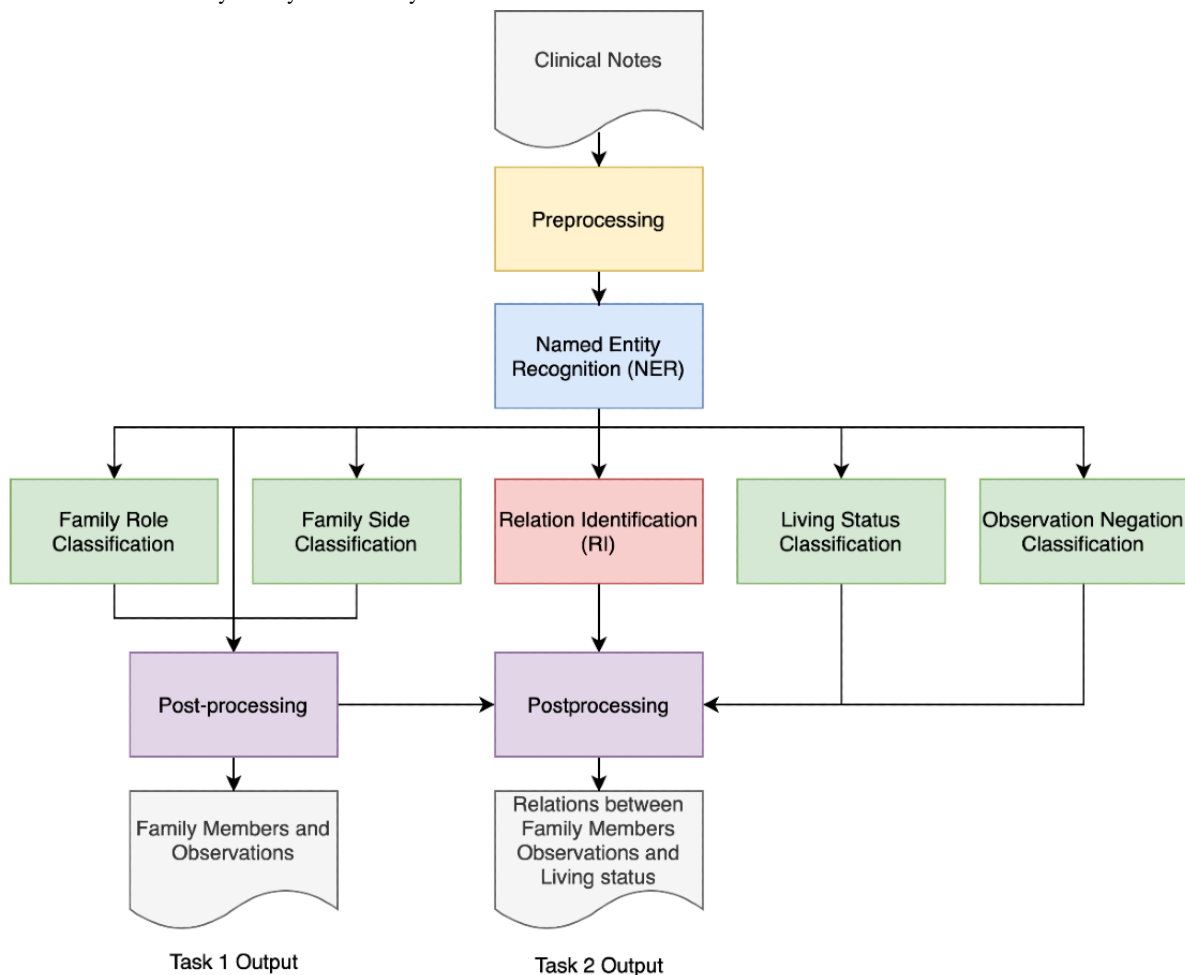 Clinical Notes
Preprocessing
Named Entity
Recognition (NER)
Family Role
Classification
Family Side
Classification
Relation Identification
(RI)
Living Status
Classification
Observation Negation
Classification
Post-processing
Postprocessing
Family Members and
Observations
Relations between
Family Members
Observations and
Living status
Task 1 Output
Task 2 Output